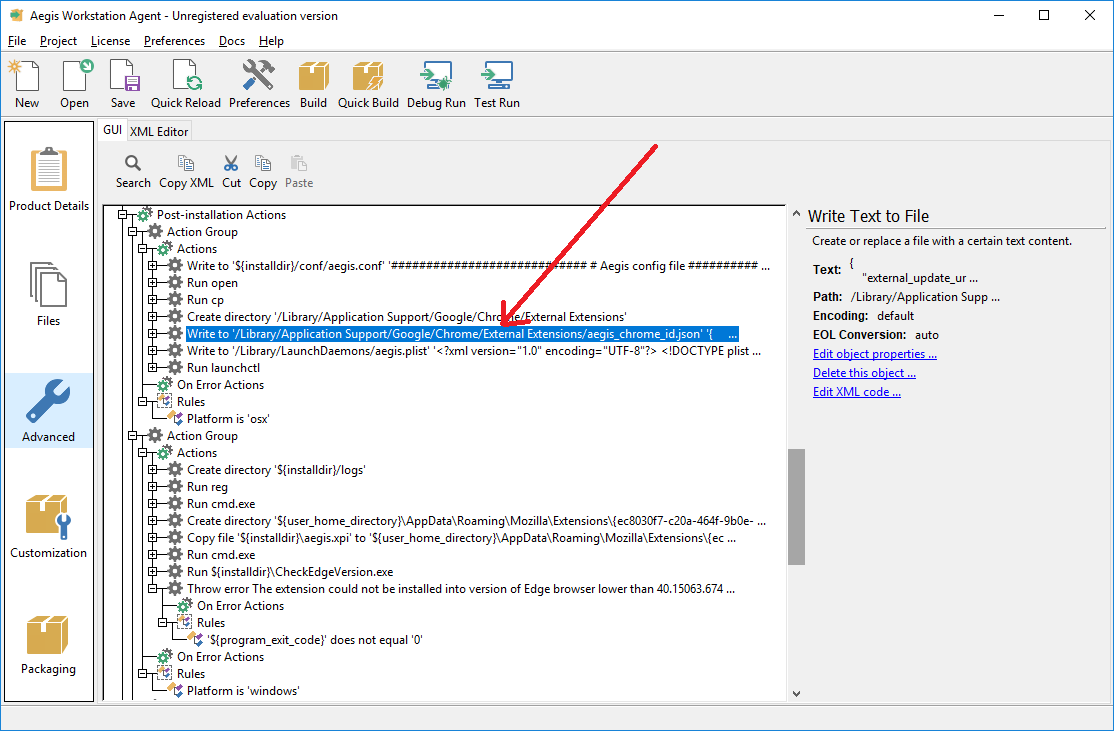 Aegis Workstation Agent - Unregistered evaluation version
File Project License Preferences Docs Help
New Open Save Quick Reload Preferences Build Quick Build Debug Run Test Run
Product Details
Files
Advanced
Customization
Packaging
GUI XML Editor
Search Copy XML Cut Copy Paste
Post-installation Actions
Action Group
Actions
Write to '${installdir}/conf/aegis.conf' '############################ # Aegis config file ########## ...
Run open
Run cp
Create directory '/Library/Application Support/Google/Chrome/External Extensions'
Write to '/Library/Application Support/Google/Chrome/External Extensions/aegis_chrome_id.json' '{ ...
Write to '/Library/LaunchDaemons/aegis.plist' '<?xml version="1.0" encoding="UTF-8"?> <!DOCTYPE plist ...
Run launchctl
On Error Actions
Rules
Platform is 'osx'
Action Group
Actions
Create directory '${installdir}/logs'
Run reg
Run cmd.exe
Create directory '${user_home_directory}\AppData\Roaming\Mozilla\Extensions\{ec8030f7-c20a-464f-9b0e- ...
Copy file '${installdir}\aegis.xpi' to '${user_home_directory}\AppData\Roaming\Mozilla\Extensions\{ec ...
Run cmd.exe
Run ${installdir}\CheckEdgeVersion.exe
Throw error The extension could not be installed into version of Edge browser lower than 40.15063.674 ...
On Error Actions
Rules
'${program_exit_code}' does not equal '0'
On Error Actions
Rules
Platform is 'windows'
Write Text to File
Create or replace a file with a certain text content.
Text: {
"external_update_ur ...
Path: /Library/Application Supp ...
Encoding: default
EOL Conversion: auto
Edit object properties ...
Delete this object ...
Edit XML code ...